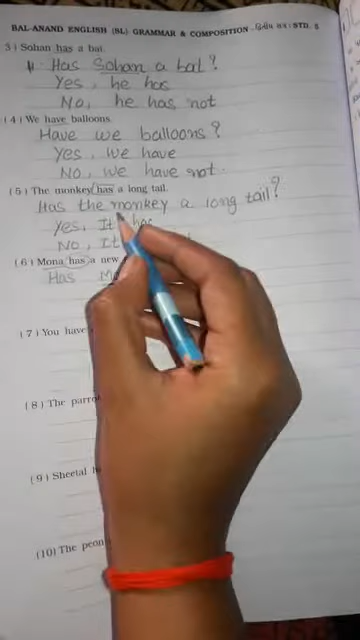 BAL-ANAND ENGLISH (SL) GRAMMAR & COMPOSITION STD. 5
3) Sohan has a bat.
Has Sohan a bat?
Yes, he has
No, he has not
(4) We have balloons.
Have we balloons?
Yes, we have
No, we have not.
(5) The monkey has a long tail.
Has the monkey a long tail?
Yes, It has
No, It
(6) Mona has a new
Has
(7) You have
(8) The
(9) Sheetal
(10) The peon